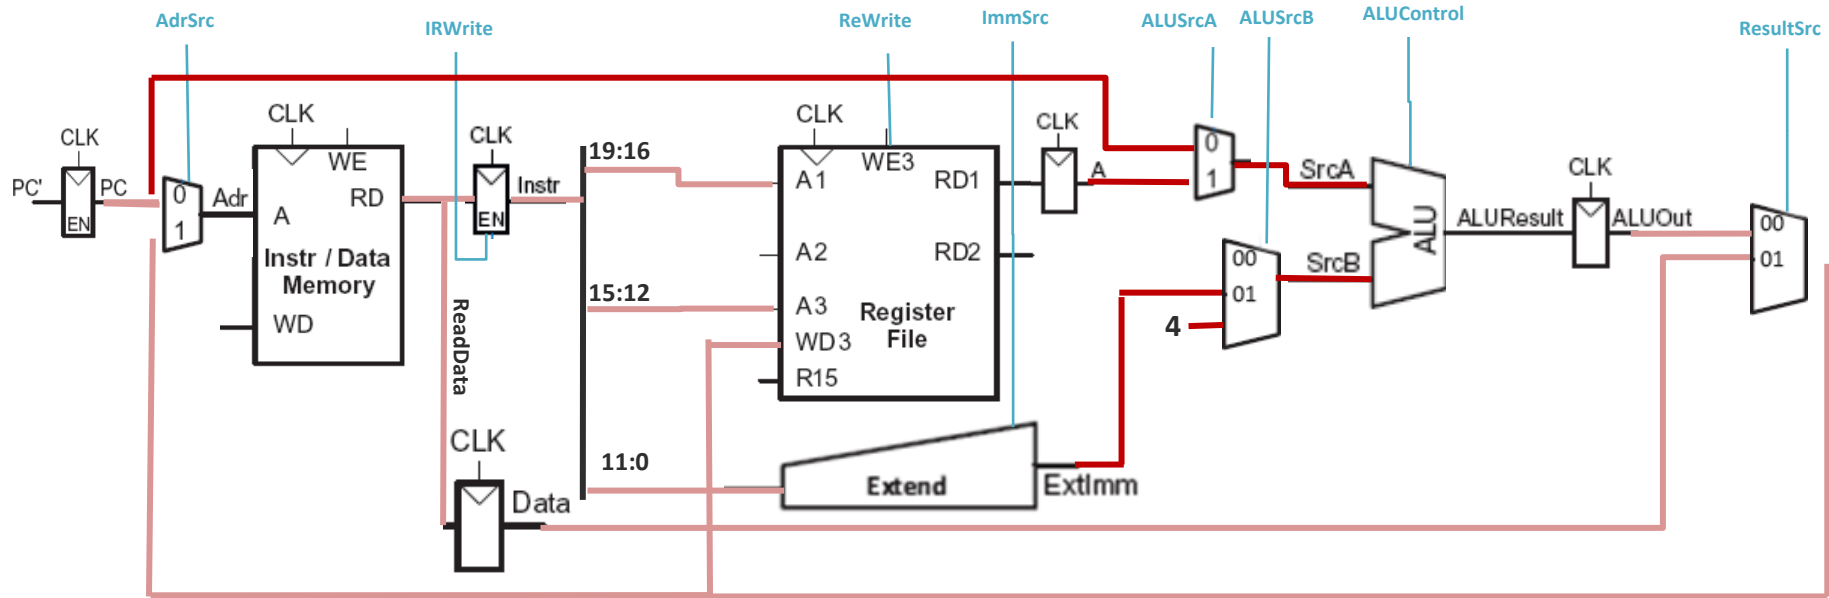 AdrSrc
IRWrite
ReWrite
ImmSrc
ALUSrcA
ALUSrcB
ALUControl
ResultSrc
CLK
PC'
PC
EN
0
1
Adr
CLK
WE
RD
A
Instr / Data
Memory
WD
CLK
Instr
EN
ReadData
CLK
Data
19:16
15:12
11:0
CLK
WE3
A1
RD1
A2
RD2
A3
Register
File
WD3
R15
Extend
ExtImm
CLK
A
0
1
SrcA
00
01
4
SrcB
ALU
ALUResult
CLK
ALUOut
00
01